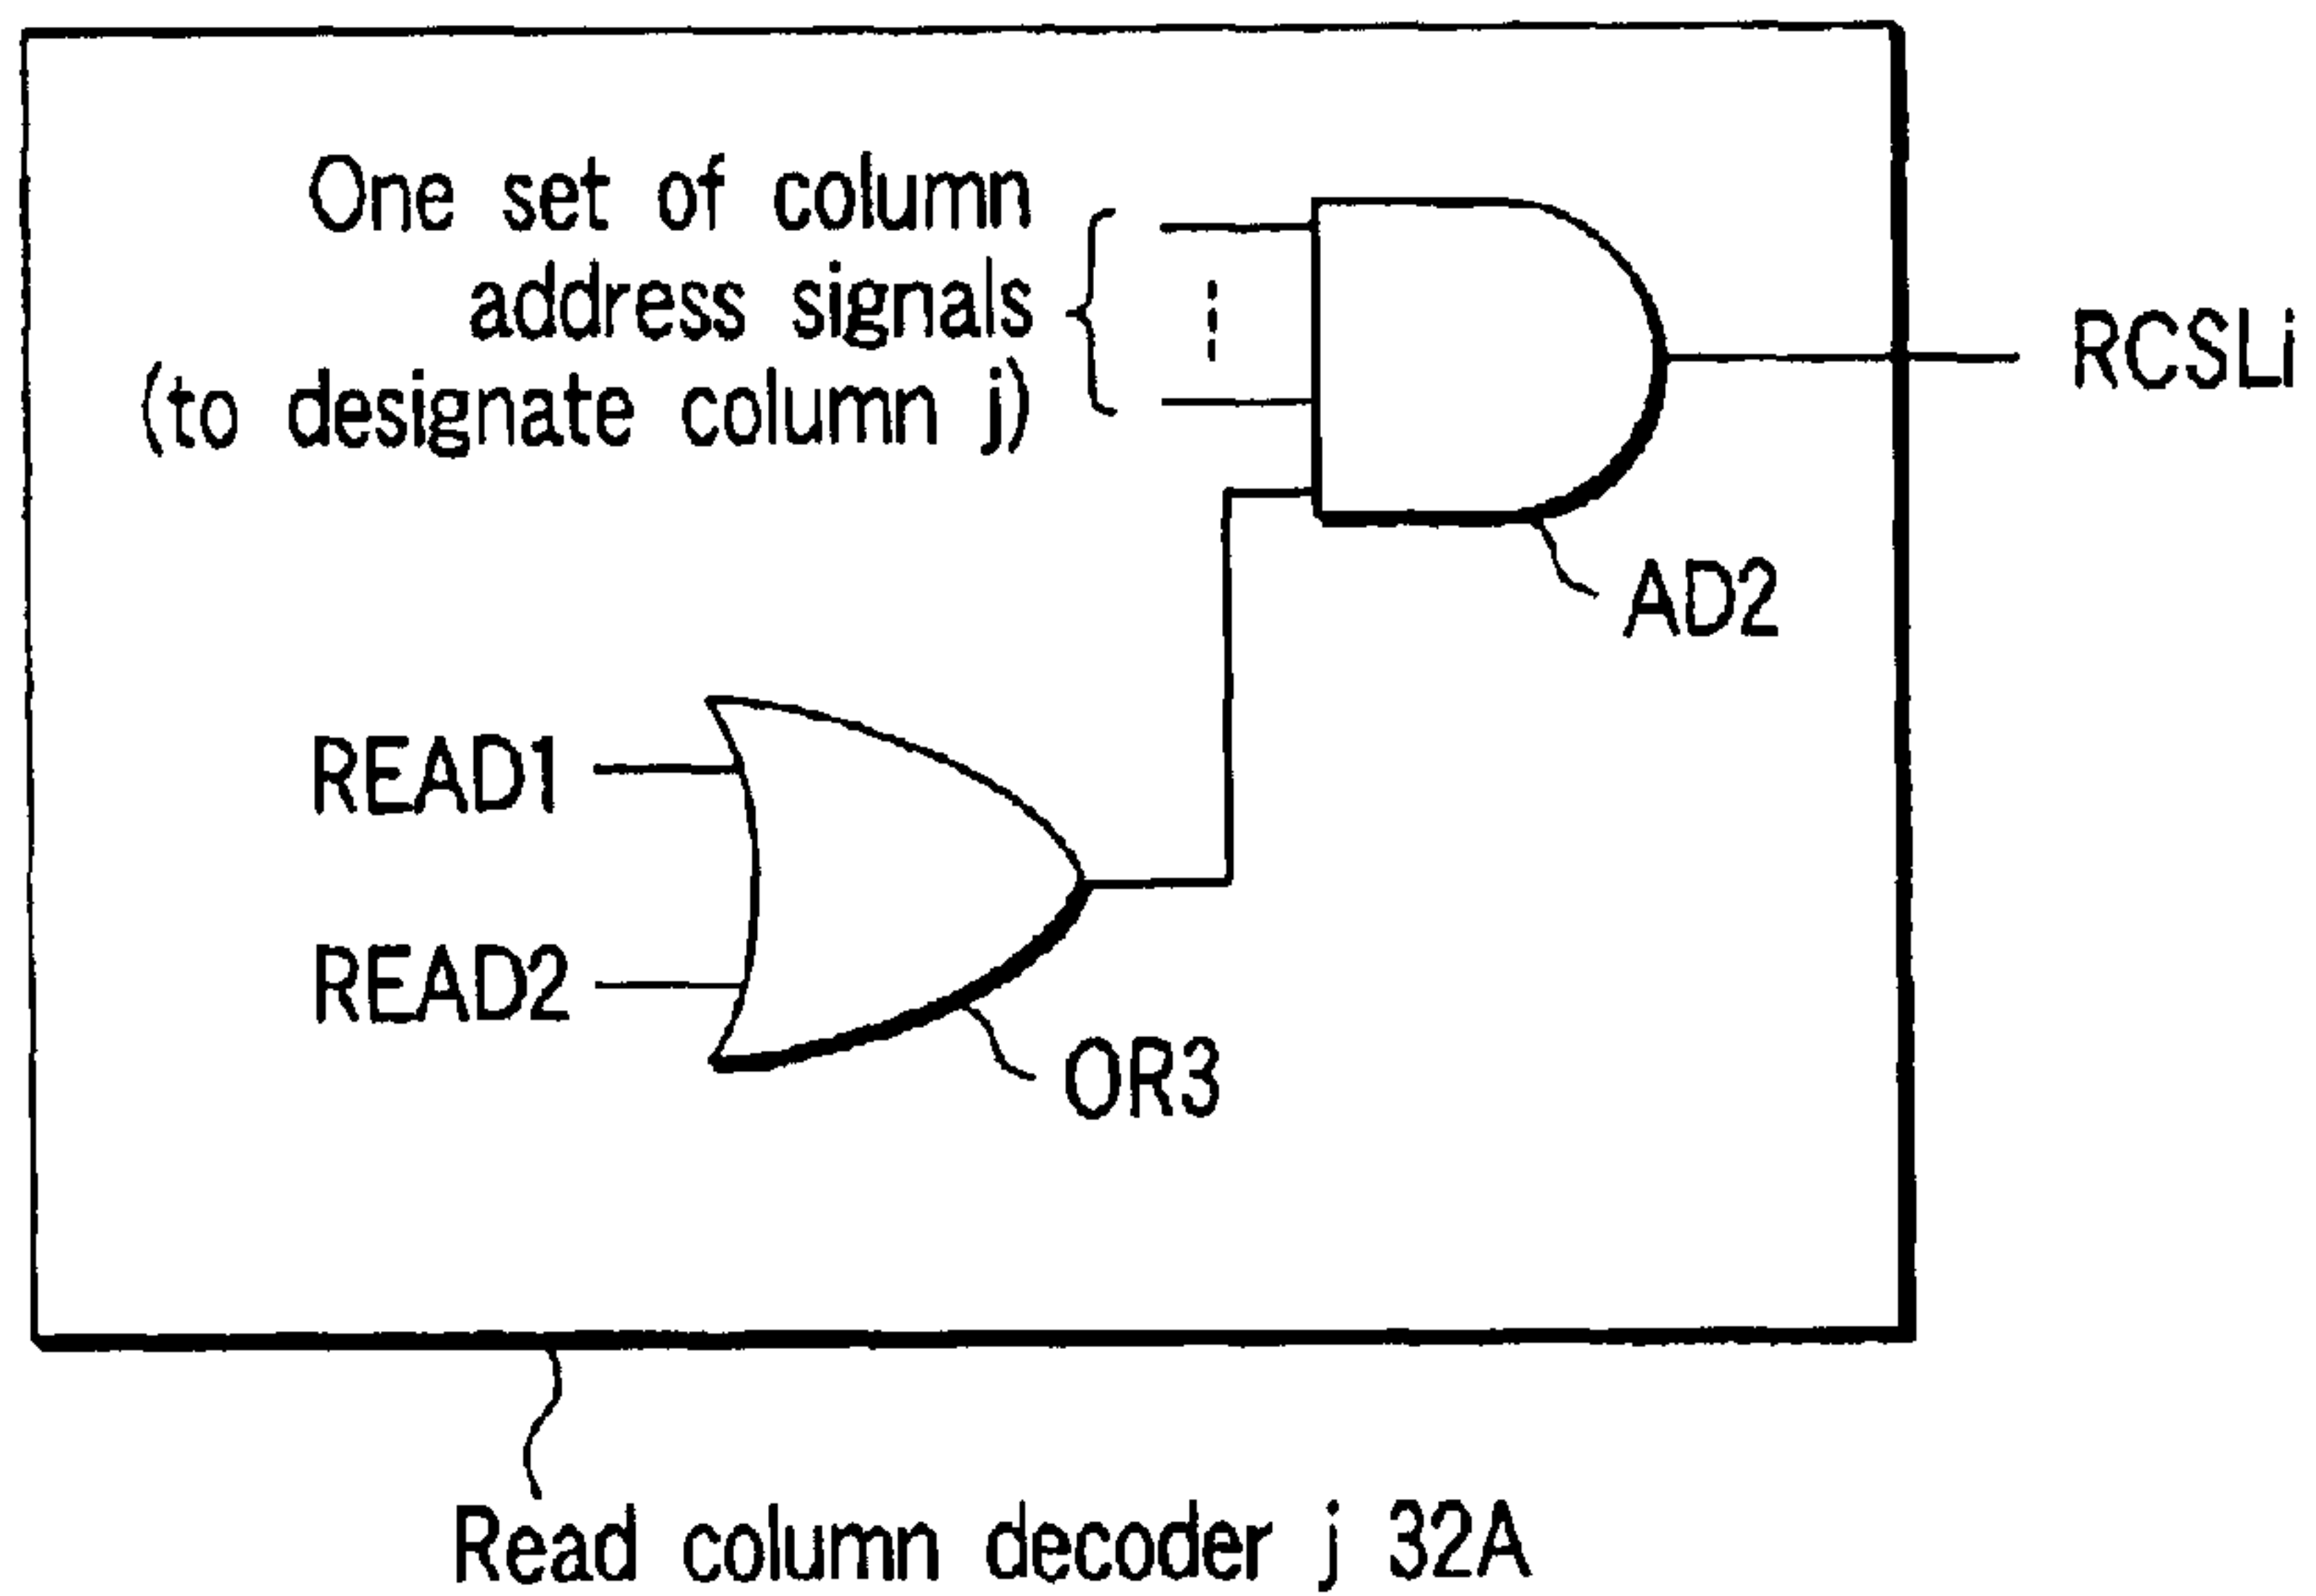 One set of column
address signals
(to designate column j)
RCSLi
AD2
READ1
READ2
OR3
Read column decoder j 32A